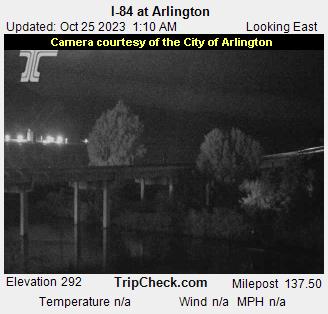 I-84 at Arlington
Updated: Oct 25 2023 1:10 AM Looking East
Camera courtesy of the City of Arlington
Elevation 292 TripCheck.com Milepost 137.50
Temperature n/a Wind n/a MPH n/a